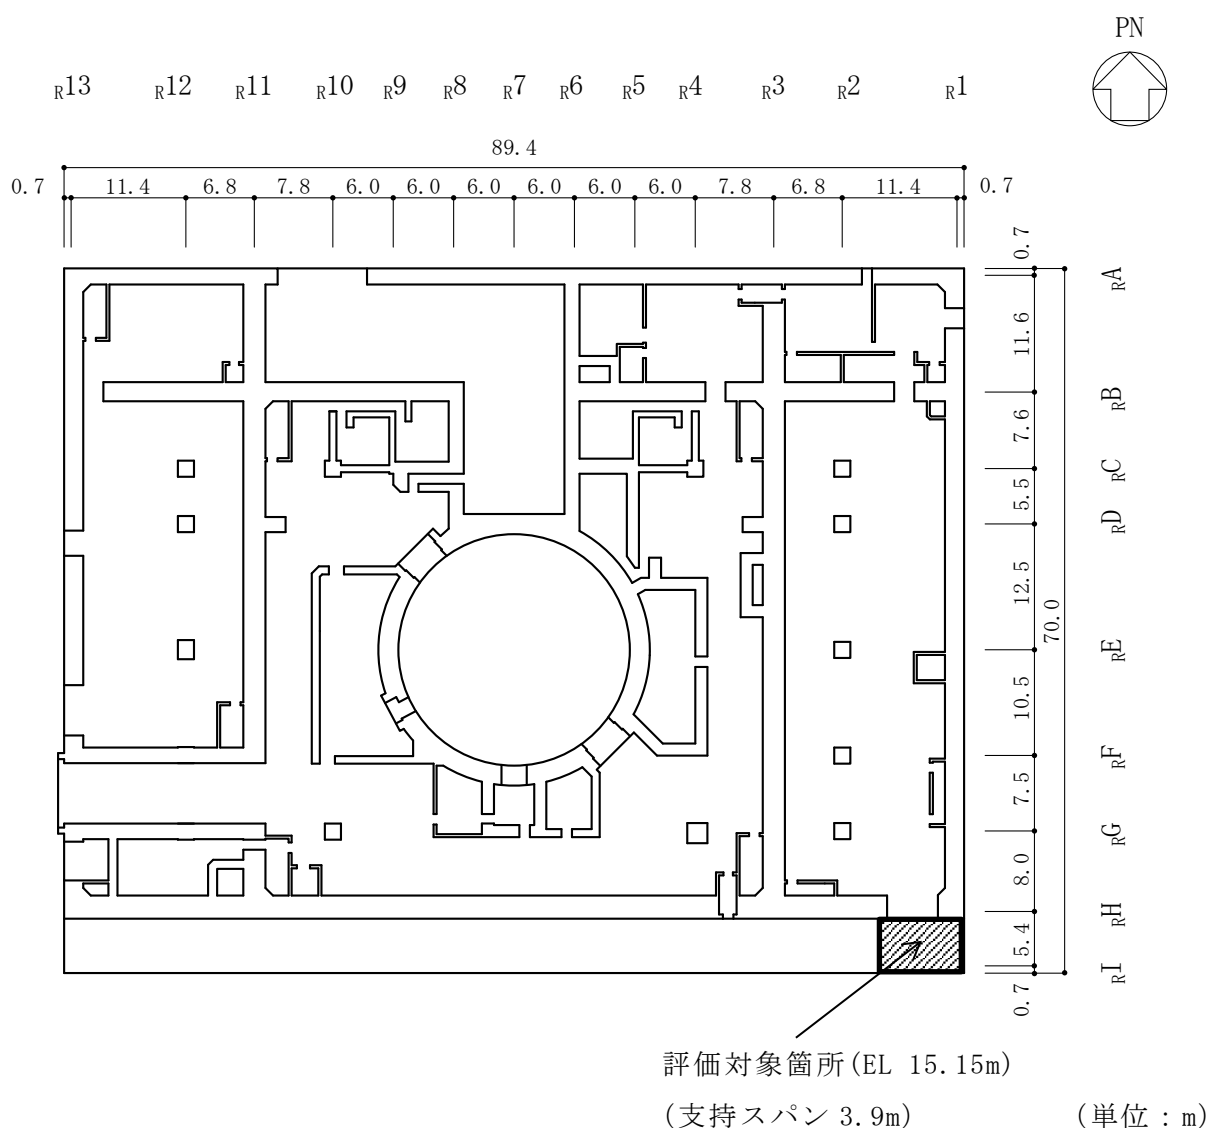 PN
R13 R12 R11 R10 R9 R8 R7 R6 R5 R4 R3 R2 R1
89.4
0.7 11.4 6.8 7.8 6.0 6.0 6.0 6.0 6.0 6.0 7.8 6.8 11.4 0.7
0.7
RA
11.6
RB
7.6
RC
5.5
RD
12.5
70.0
RE
10.5
RF
7.5
RG
8.0
RH
5.4
RI
0.7
評価対象箇所(EL 15.15m)
(支持スパン 3.9m) (単位：m)